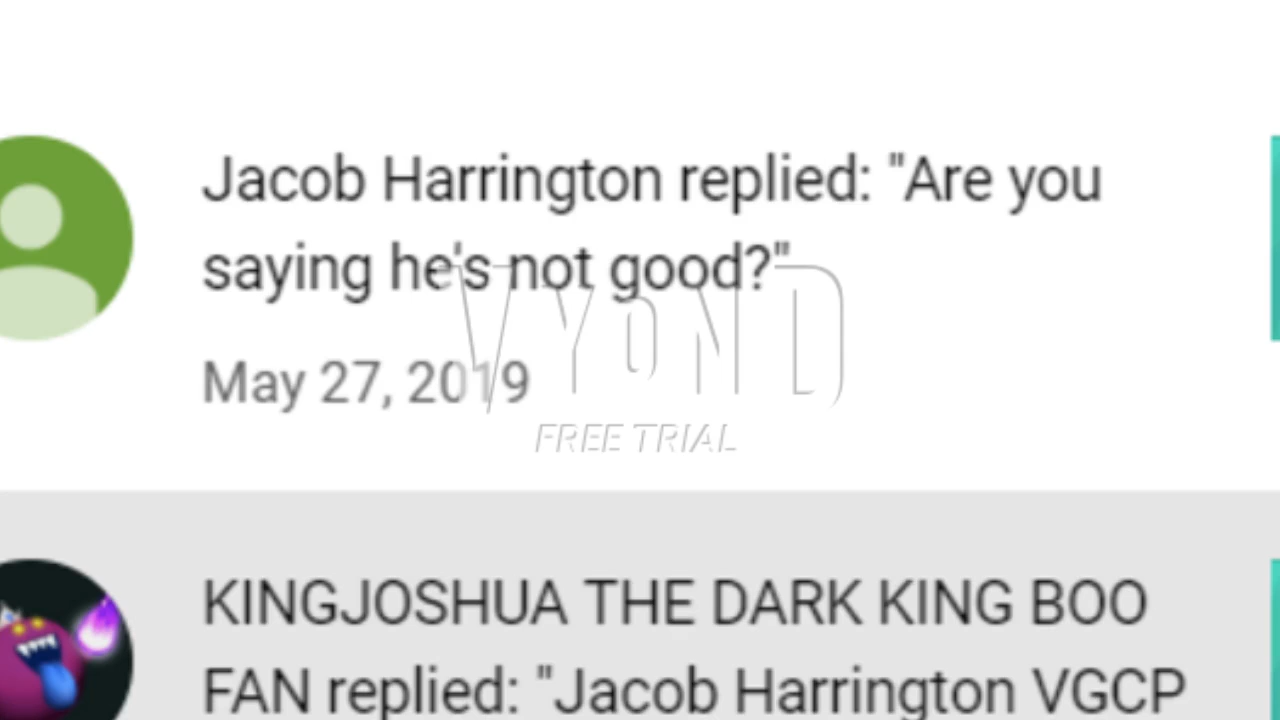 Jacob Harrington replied: "Are you
saying he's not good?"
VYOND
May 27, 2019
FREE TRIAL
KINGJOSHUA THE DARK KING BOO
FAN replied: "Jacob Harrington VGCP